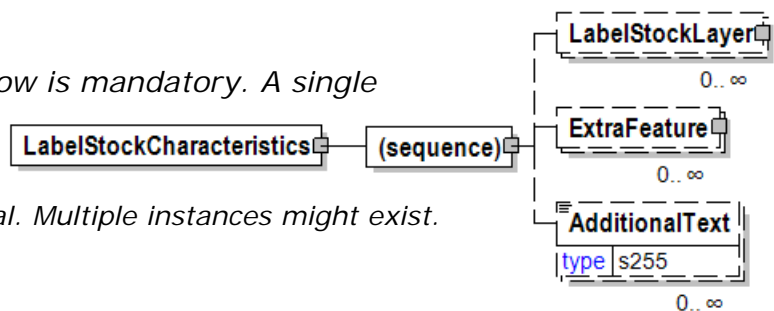 LabelStockLayer
0.. ∞
ow is mandatory. A single
ExtraFeature
LabelStockCharacteristics
(sequence)
0.. ∞
al. Multiple instances might exist.
AdditionalText
type s255
0.. ∞